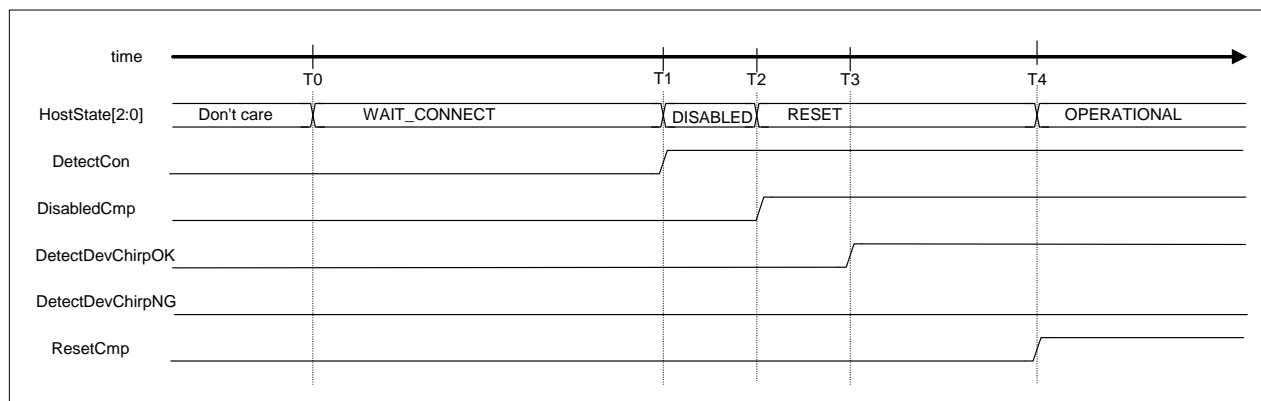 time
T0 T1 T2 T3 T4
HostState[2:0] Don't care WAIT_CONNECT DISABLED RESET OPERATIONAL
DetectCon
DisabledCmp
DetectDevChirpOK
DetectDevChirpNG
ResetCmp